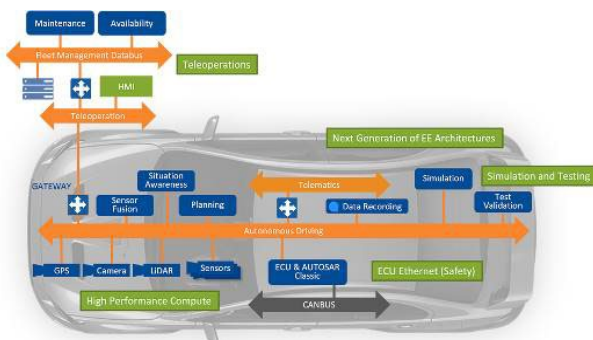 Maintenance
Availability
Fleet Management Databus
Teleoperations
HMI
Teleoperation
Next Generation of EE Architectures
GATEWAY
Situation
Awareness
Sensor
Fusion
Planning
Telematics
Data Recording
Simulation
Simulation and Testing
Test
Validation
Autonomous Driving
GPS
Camera
LiDAR
Sensors
ECU & AUTOSAR
Classic
ECU Ethernet (Safety)
High Performance Compute
CANBUS